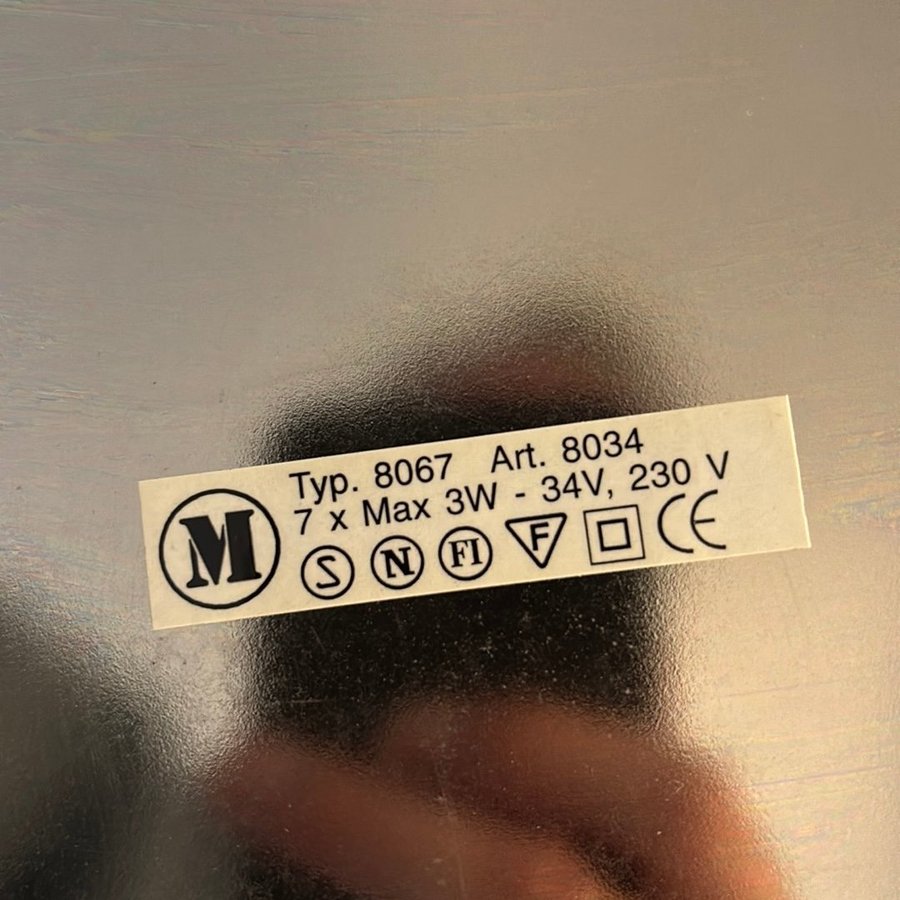 M
Typ. 8067 Art. 8034
7 x Max 3W - 34V, 230 V
S N FI F CE